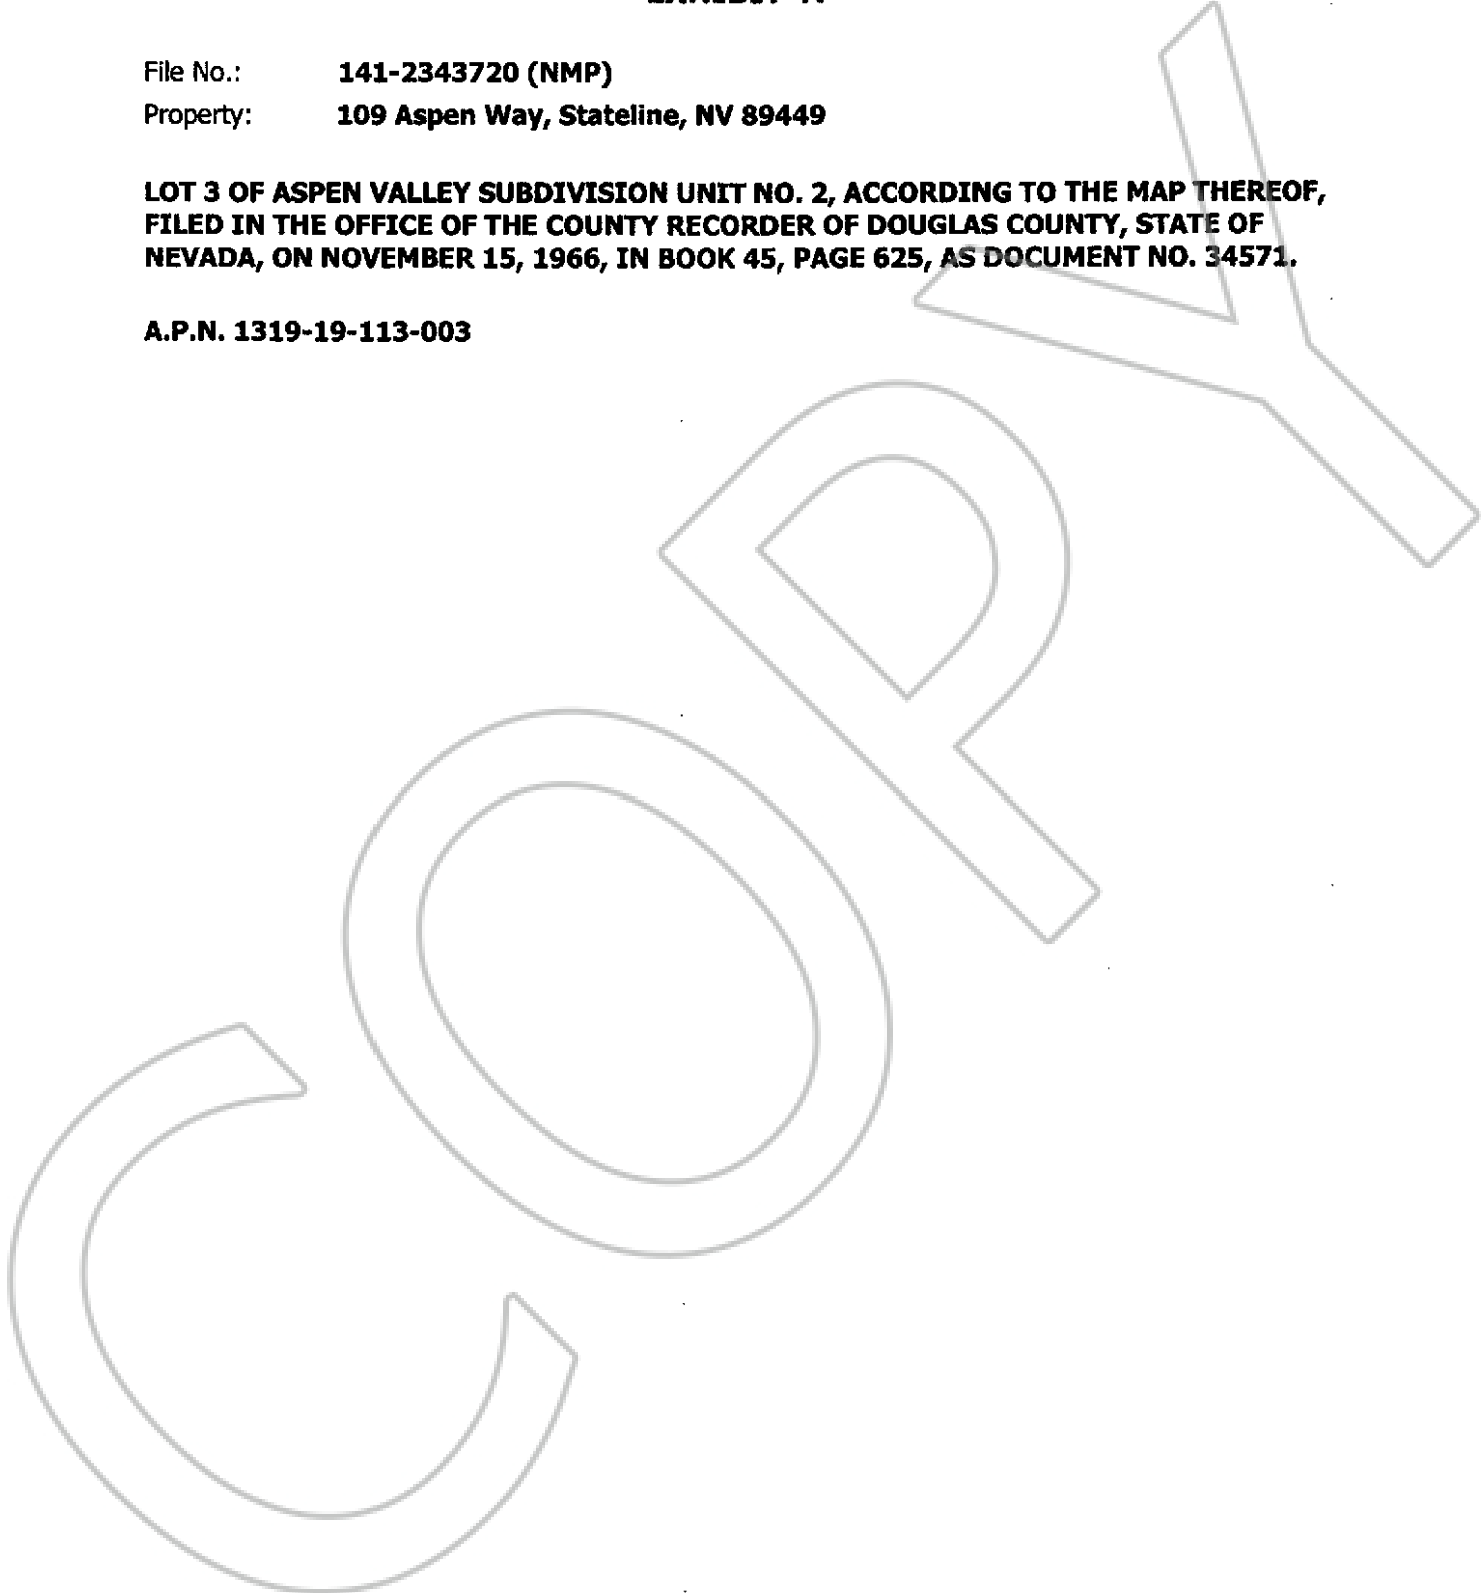 File No.: 141-2343720 (NMP)
Property: 109 Aspen Way, Stateline, NV 89449
LOT 3 OF ASPEN VALLEY SUBDIVISION UNIT NO. 2, ACCORDING TO THE MAP THEREOF,
FILED IN THE OFFICE OF THE COUNTY RECORDER OF DOUGLAS COUNTY, STATE OF
NEVADA, ON NOVEMBER 15, 1966, IN BOOK 45, PAGE 625, AS DOCUMENT NO. 34571.
A.P.N. 1319-19-113-003
COPY